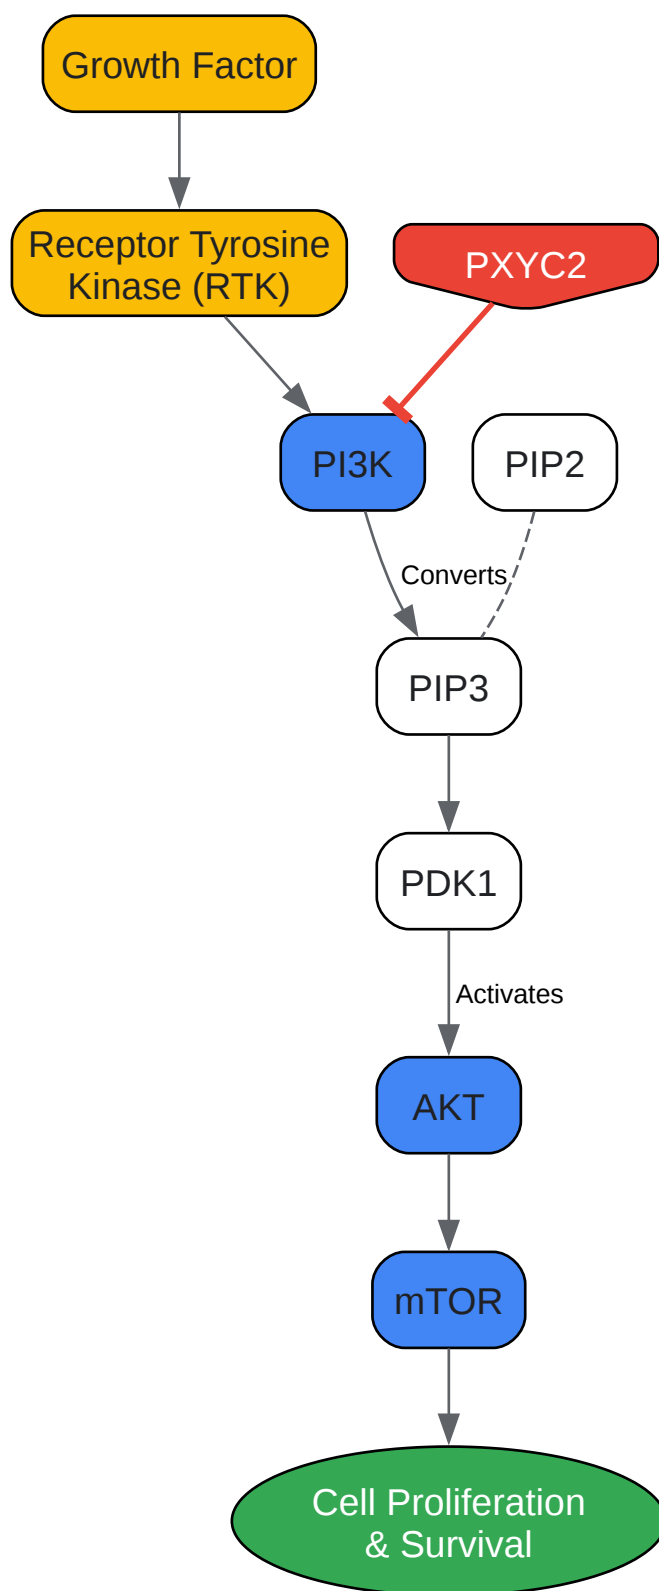 Growth Factor
Receptor Tyrosine
Kinase (RTK)
PXYC2
PI3K
PIP2
Converts
PIP3
PDK1
Activates
AKT
mTOR
Cell Proliferation
& Survival